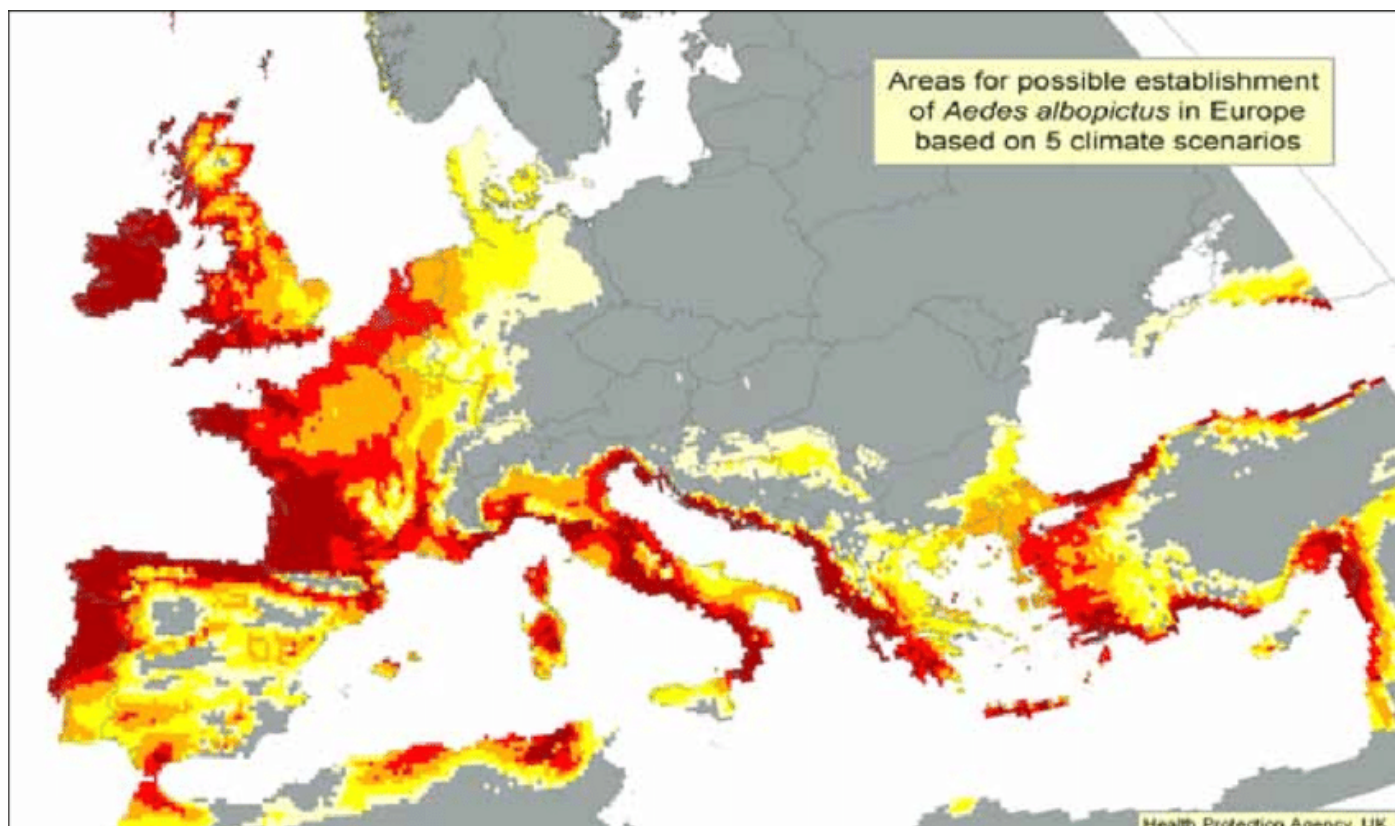 Areas for possible establishment
of Aedes albopictus in Europe
based on 5 climate scenarios
Health Protection Agency, UK